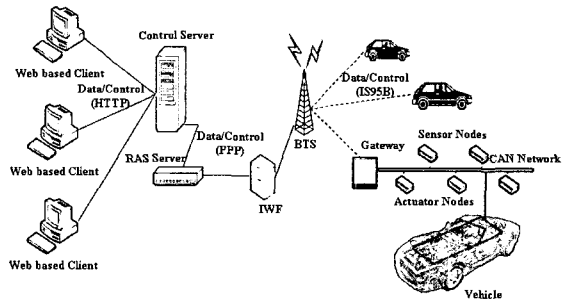 Control Server
Web based Client
Data/Control
(HTTP)
Data/Control
(IS95B)
Data/Control
(PPP)
BTS
Sensor Nodes
Gateway
CAN Network
RAS Server
Web based Client
IWF
Actuator Nodes
Web based Client
Vehicle